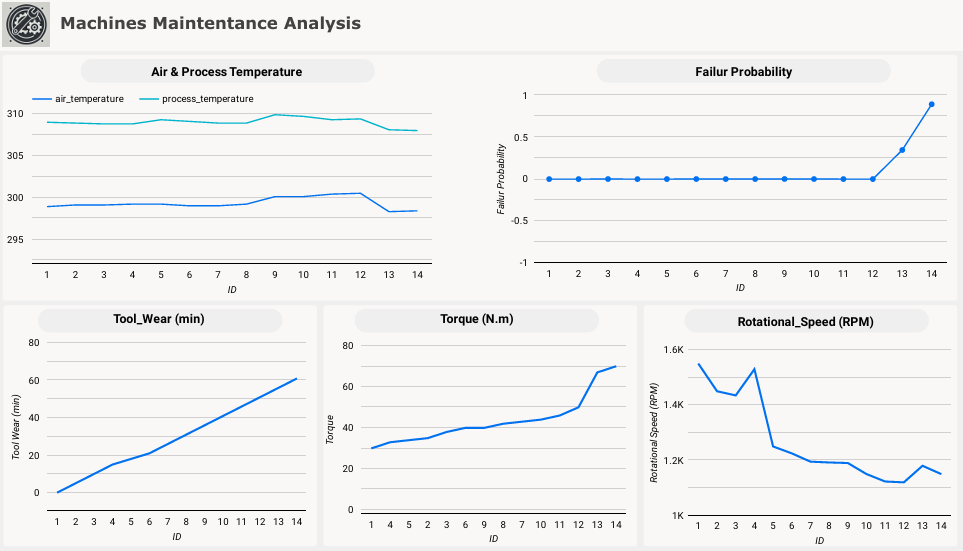 Machines Maintentance Analysis
Air & Process Temperature
air_temperature process_temperature
310
305
300
295
1 2 3 4 5 6 7 8 9 10 11 12 13 14
ID
Failur Probability
Failur Probability
1
0.5
0
-0.5
-1
1 2 3 4 5 6 7 8 9 10 11 12 13 14
ID
Tool_Wear (min)
Tool Wear (min)
80
60
40
20
0
1 2 3 4 5 6 7 8 9 10 11 12 13 14
ID
Torque (N.m)
Torque
80
60
40
20
0
1 4 5 2 3 6 9 8 7 10 11 12 13 14
ID
Rotational_Speed (RPM)
Rotational Speed (RPM)
1.6K
1.4K
1.2K
1K
1 2 3 4 5 6 7 8 9 10 11 12 13 14
ID